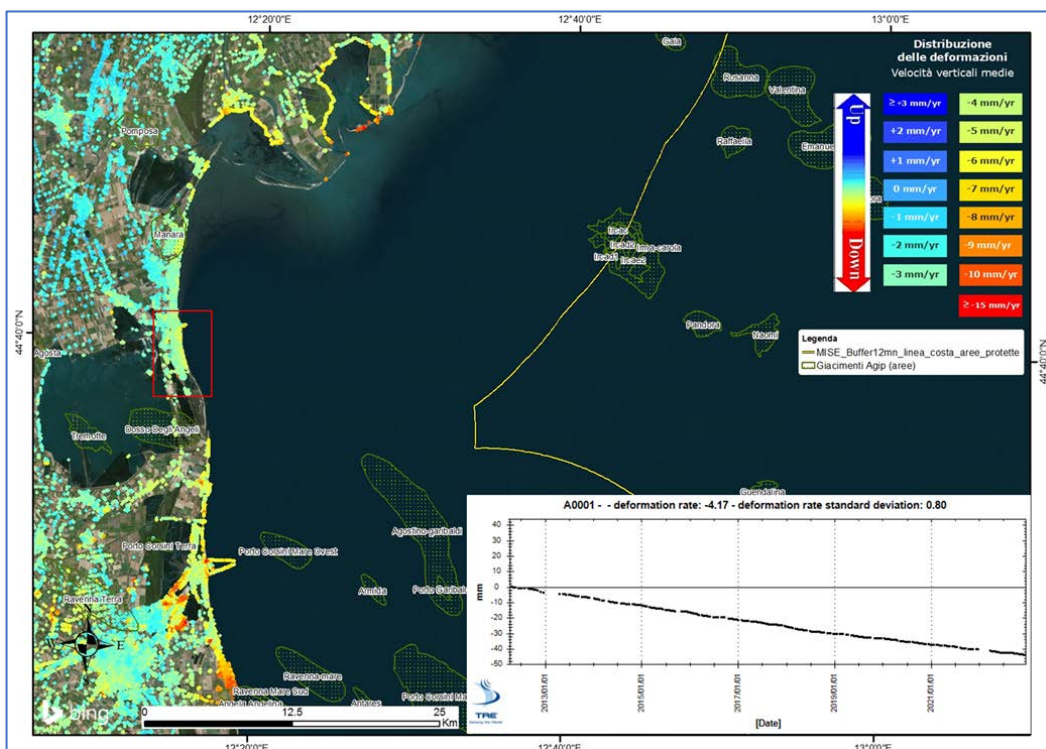 12°20'0"E
12°40'0"E
13°0'0"E
Gaia
Rosanna
Valentina
Raffaella
Pomposa
Manara
Irma-carola
Pandora
Naomi
44°40'0"N
44°40'0"N
Agosta
Tremotte
Dosso Degli Angeli
Guendalina
Agostino-garibaldi
Porto Corsini Terra
Porto Corsini Mare Ovest
Armida
Ravenna-Terra
W
E
Ravenna-mare
Ravenna Mare Sud
Angela Angelina
Antares
bing
0
12.5
25
Km
12°20'0"E
12°40'0"E
13°0'0"E
Distribuzione
delle deformazioni
Velocità verticali medie
Up
Down
≥ +3 mm/yr
+2 mm/yr
+1 mm/yr
0 mm/yr
-1 mm/yr
-2 mm/yr
-3 mm/yr
-4 mm/yr
-5 mm/yr
-6 mm/yr
-7 mm/yr
-8 mm/yr
-9 mm/yr
-10 mm/yr
≥ -15 mm/yr
Legenda
MISE_Buffer12mn_linea_costa_aree_protette
Giacimenti Agip (aree)
A0001 - - deformation rate: -4.17 - deformation rate standard deviation: 0.80
40
30
20
10
0
-10
-20
-30
-40
-50
mm
2013/01/01
2015/01/01
2017/01/01
2019/01/01
2021/01/01
[Date]
TRE